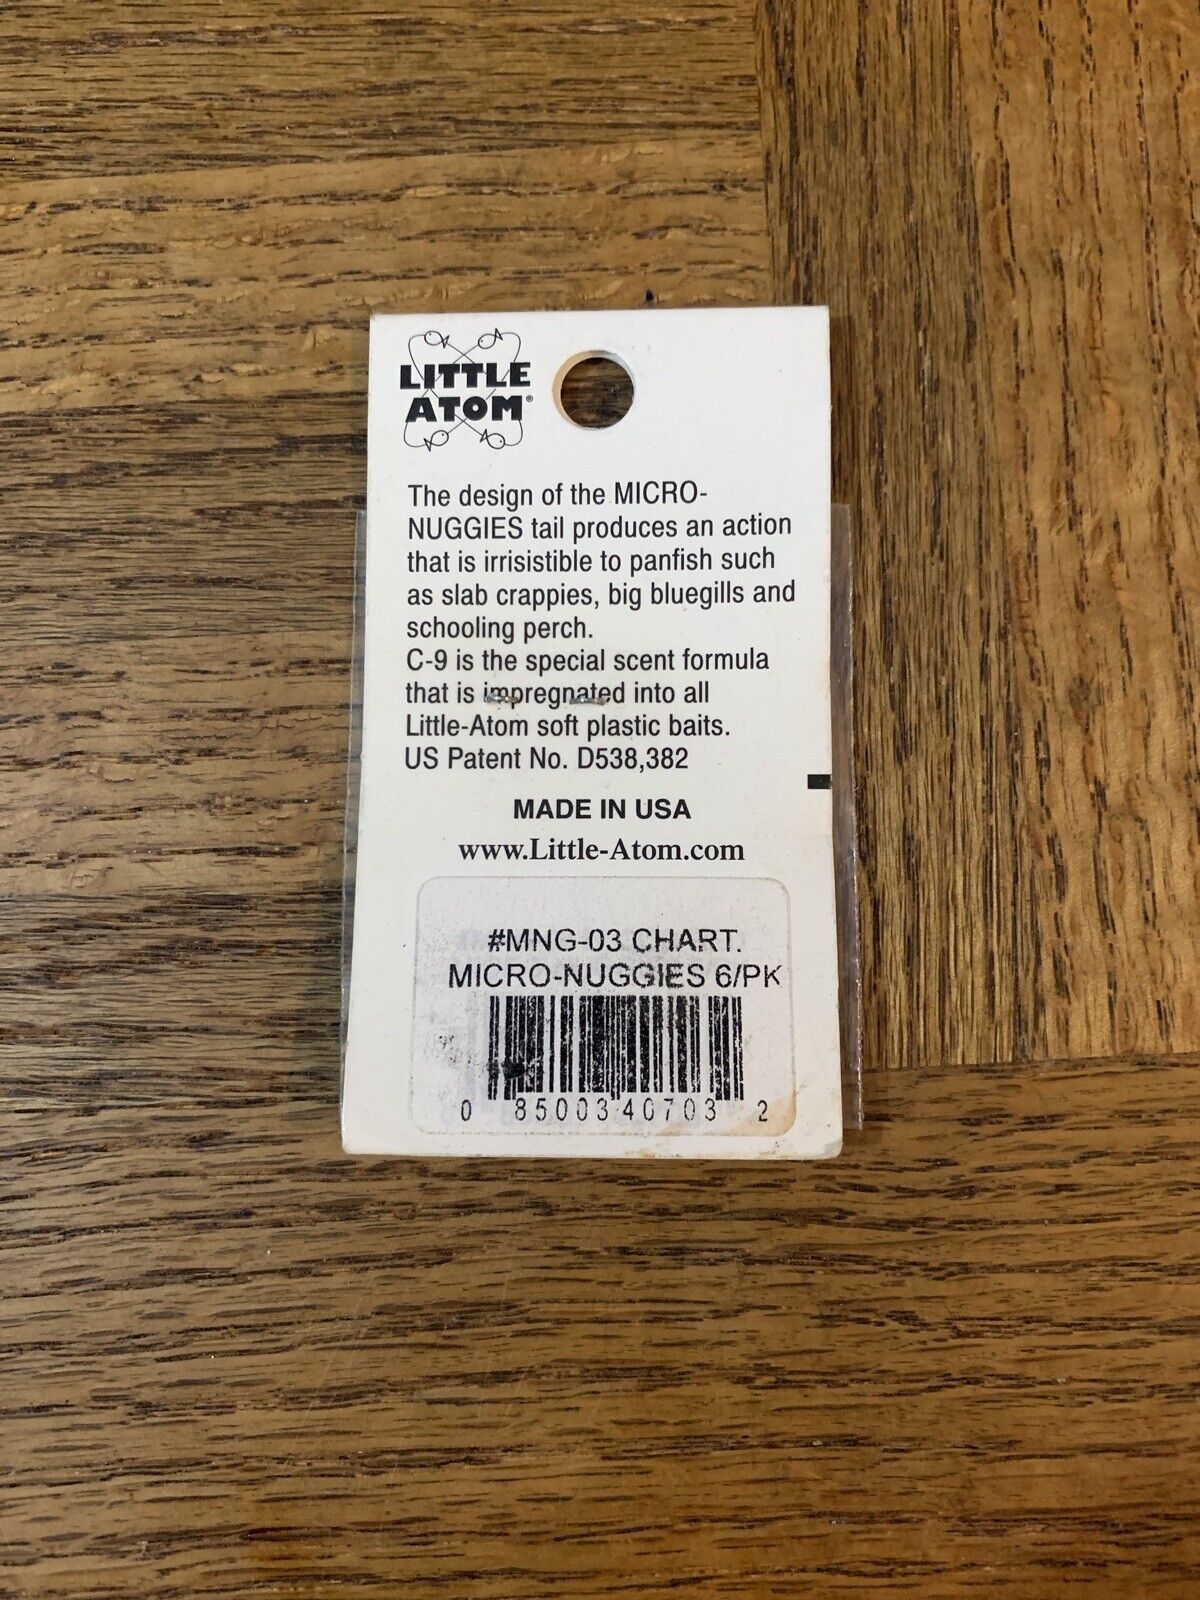 LITTLE
ATOM®
The design of the MICRO-
NUGGIES tail produces an action
that is irrisistible to panfish such
as slab crappies, big bluegills and
schooling perch.
C-9 is the special scent formula
that is impregnated into all
Little-Atom soft plastic baits.
US Patent No. D538,382
MADE IN USA
www.Little-Atom.com
#MNG-03 CHART.
MICRO-NUGGIES 6/PK
0 85003 40703 2